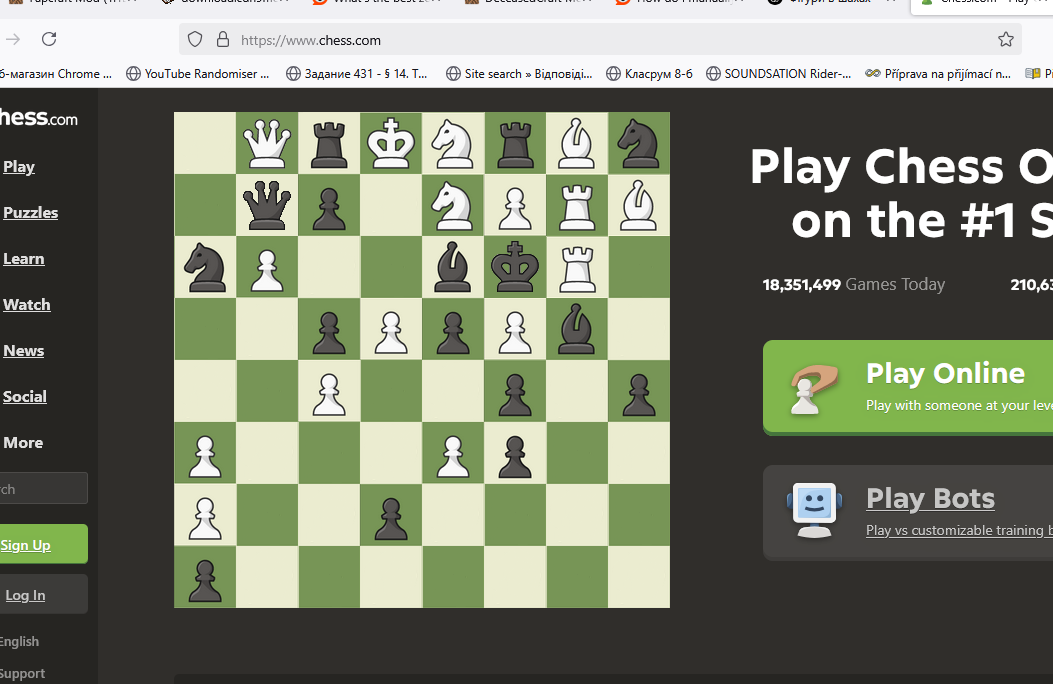 https://www.chess.com
YouTube Randomiser ...
Задание 431 - § 14. Т...
Site search » Відповіді...
Класрум 8-б
SOUNDSATION Rider-...
Příprava na přijímací n...
б-магазин Chrome ...
hess.com
Play
Puzzles
Learn
Watch
News
Social
More
Sign Up
Log In
English
Support
Play Chess O
on the #1 S
18,351,499 Games Today
210,63
Play Online
Play with someone at your leve
Play Bots
Play vs customizable training b